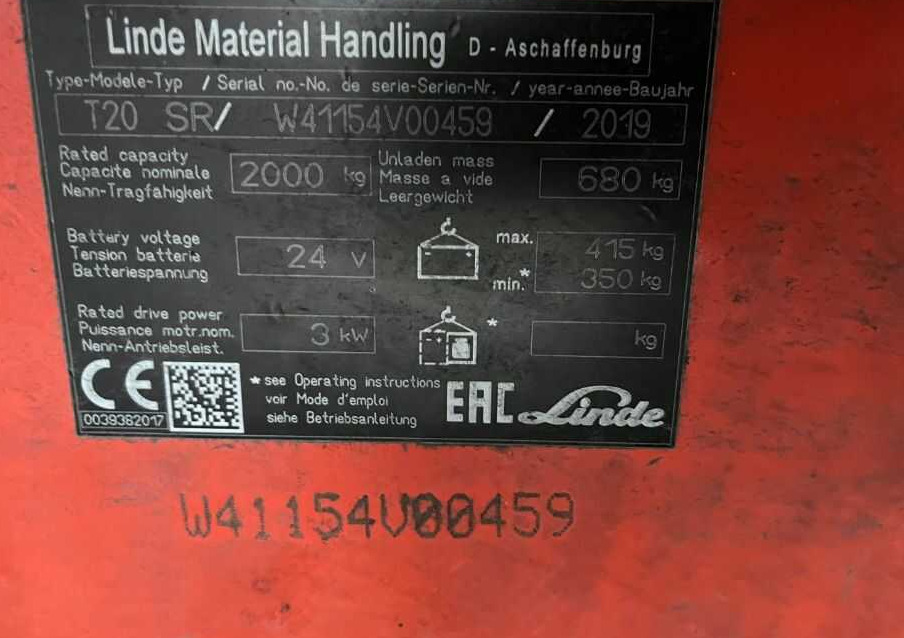 Linde Material Handling D - Aschaffenburg
Type-Modele-Typ / Serial no.-No. de serie-Serien-Nr. / year-annee-Baujahr
T20 SR/ W41154V00459 / 2019
Rated capacity
Capacite nominale
Nenn-Tragfähigkeit
2000 kg
Unladen mass
Masse a vide
Leergewicht
680 kg
Battery voltage
Tension batterie
Batteriespannung
24 V
max. 415 kg
min.* 350 kg
Rated drive power
Puissance motr.nom.
Nenn-Antriebsleist.
3 kW
* kg
CE
0039382017
* see Operating instructions
voir Mode d'emploi
siehe Betriebsanleitung
EAC Linde
W41154V00459